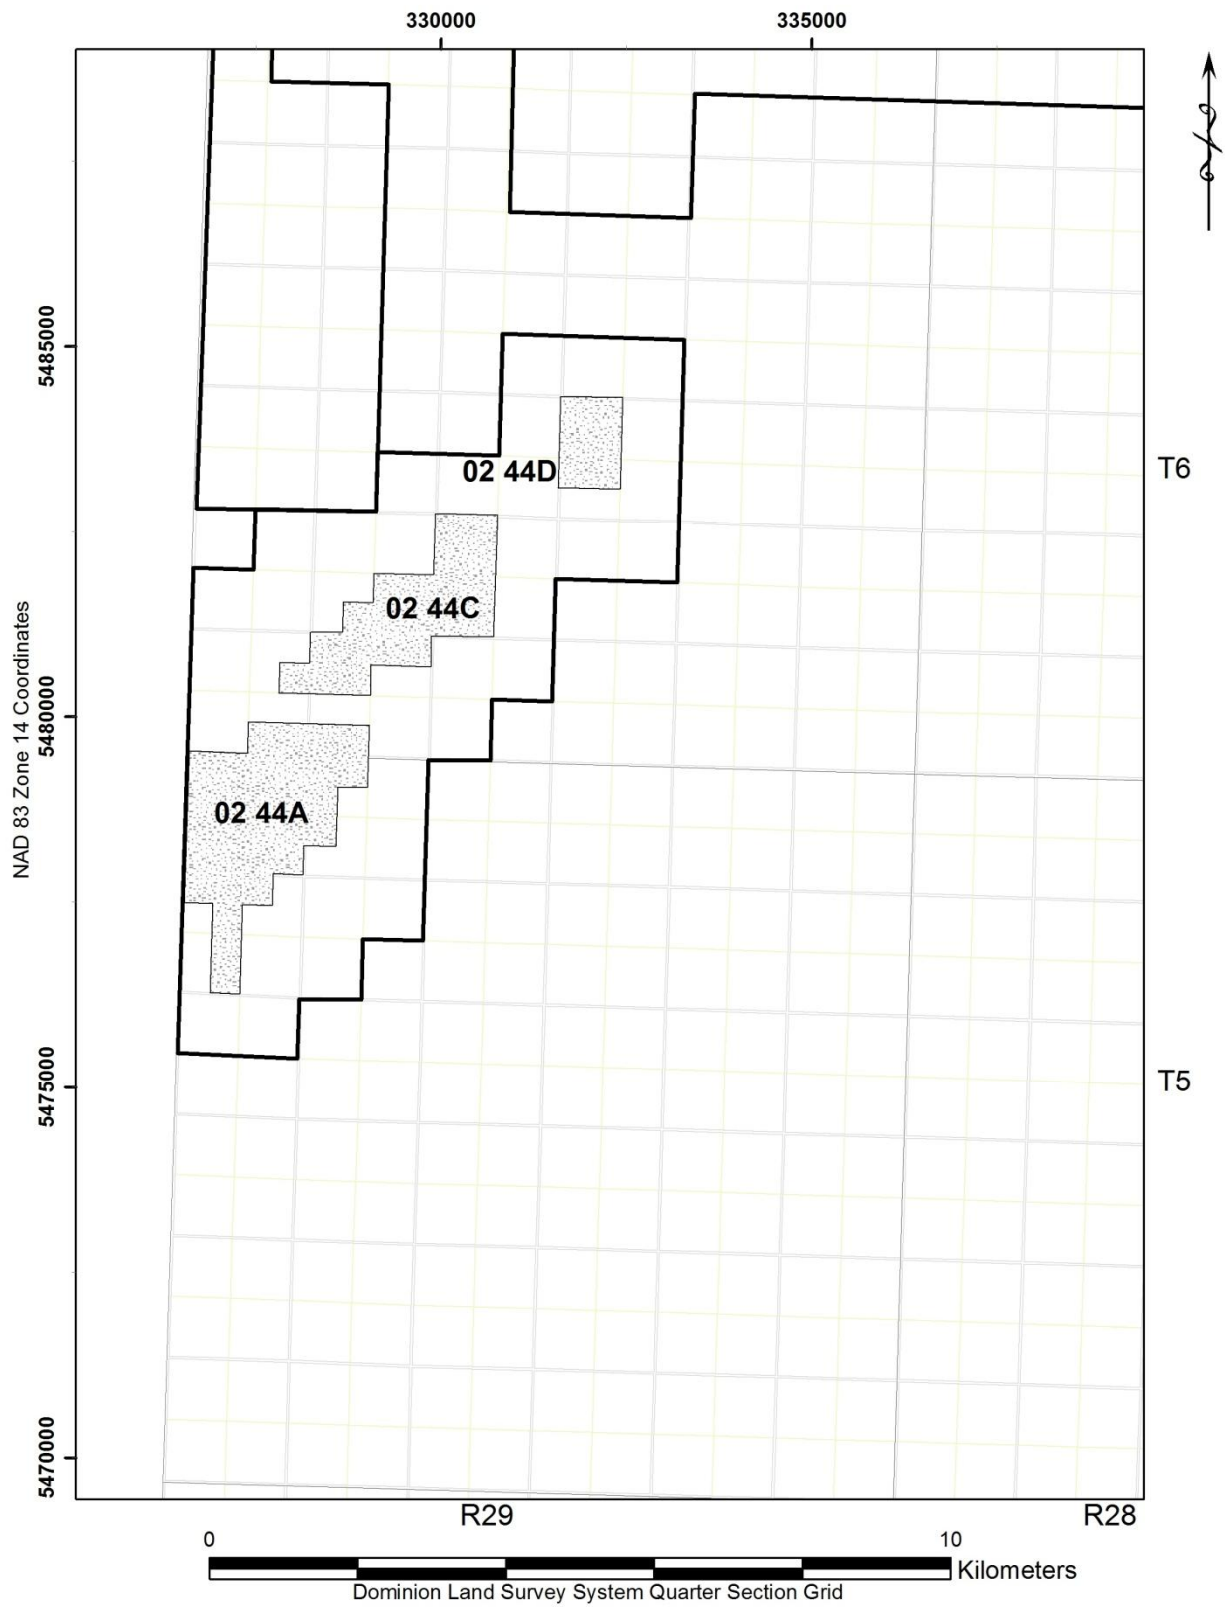 330000 335000
5485000
5480000
5475000
5470000
NAD 83 Zone 14 Coordinates
02 44D
02 44C
02 44A
T6
T5
R29 R28
0 10
Kilometers
Dominion Land Survey System Quarter Section Grid